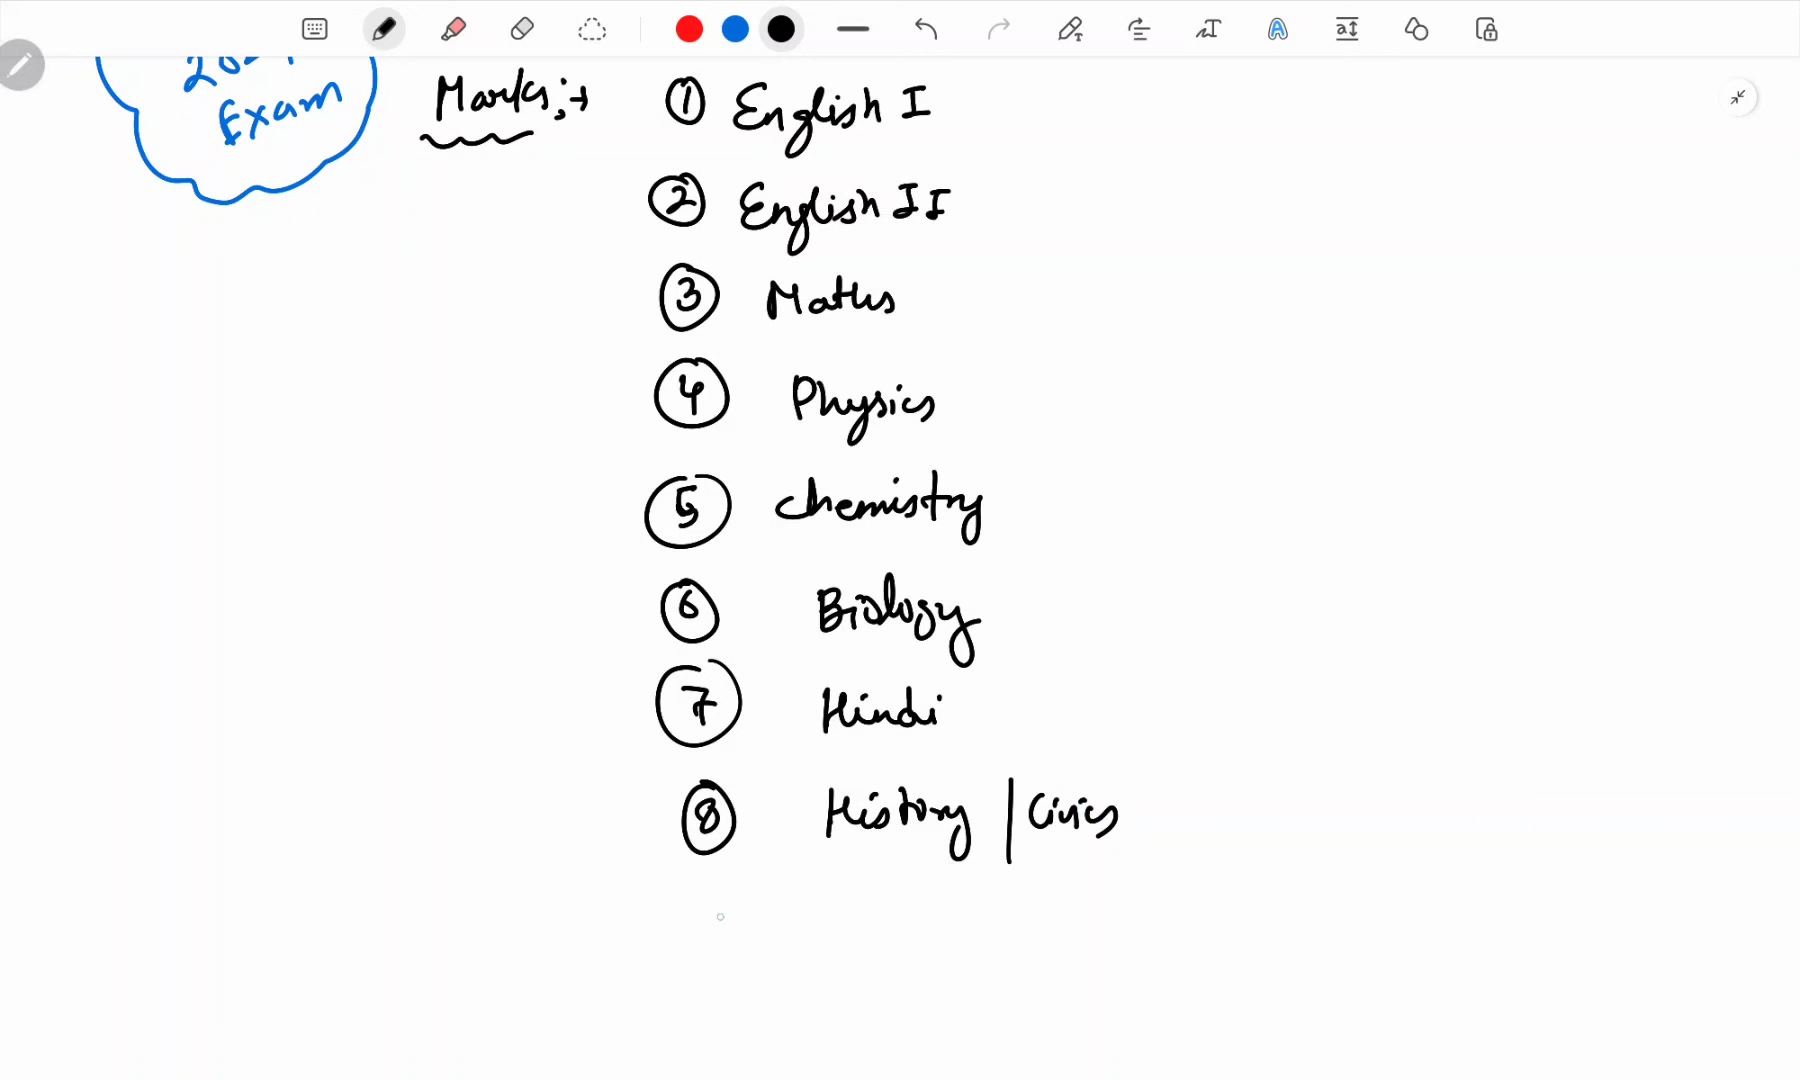 Exam
Marks:→
① English I
② English II
③ Maths
④ Physics
⑤ Chemistry
⑥ Biology
⑦ Hindi
⑧ History | Civics